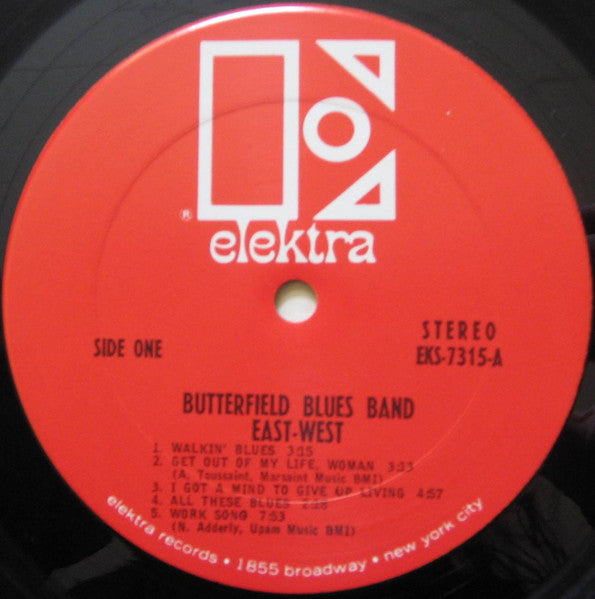 ®
elektra
SIDE ONE
STEREO
EKS-7315-A
BUTTERFIELD BLUES BAND
EAST-WEST
1. WALKIN' BLUES 3:15
2. GET OUT OF MY LIFE, WOMAN 3:13
(A. Toussaint, Marsaint Music BMI)
3. I GOT A MIND TO GIVE UP LIVING 4:57
4. ALL THESE BLUES 2:18
5. WORK SONG 7:53
(N. Adderly, Upam Music BMI)
elektra records • 1855 broadway • new york city